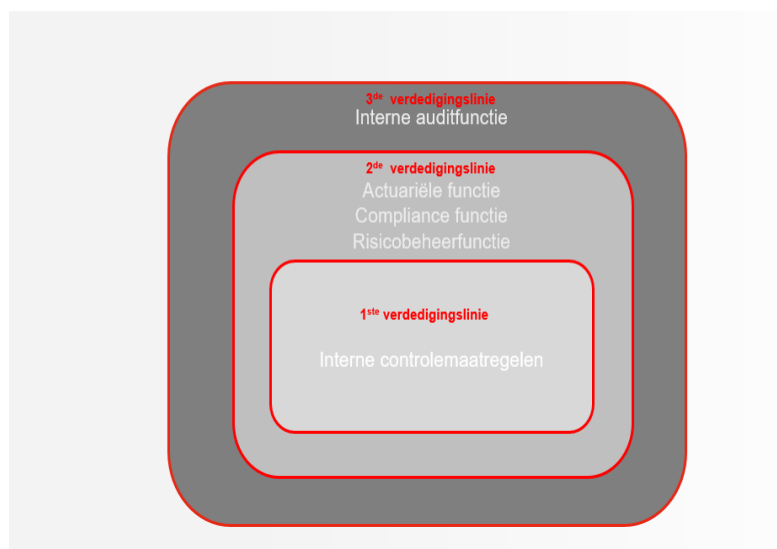 3de verdedigingslinie
Interne auditfunctie
2de verdedigingslinie
Actuariële functie
Compliance functie
Risicobeheerfunctie
1ste verdedigingslinie
Interne controlemaatregelen